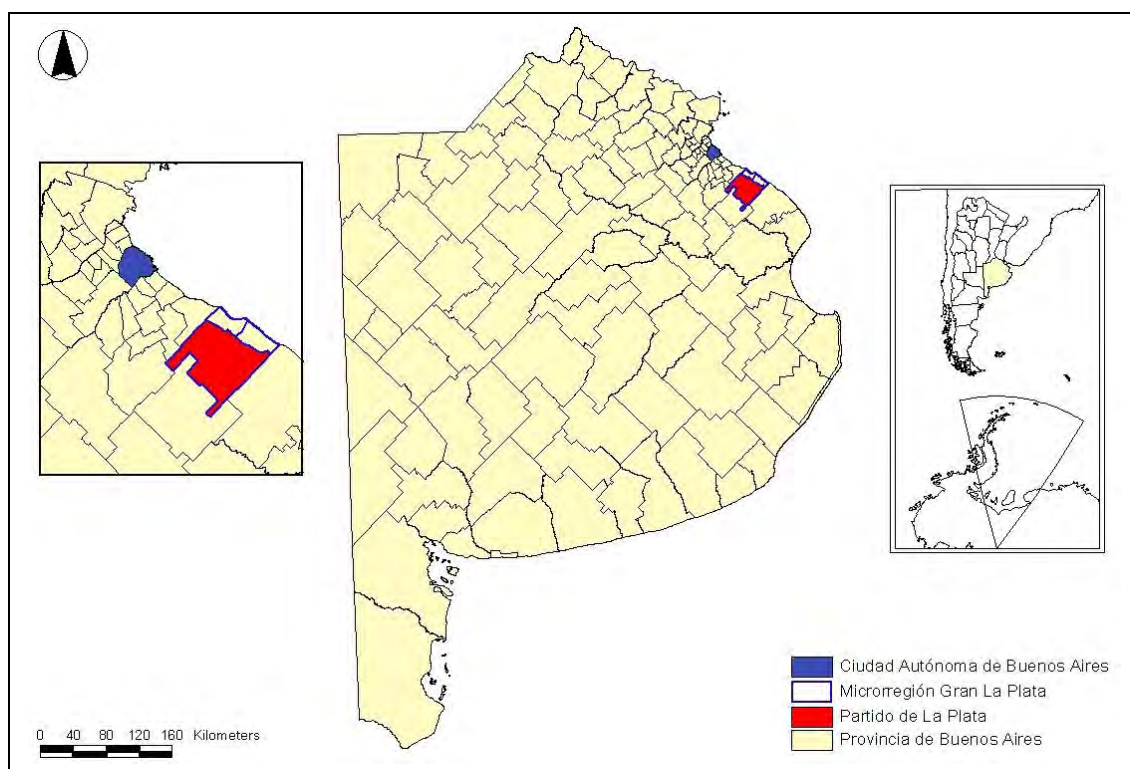 Ciudad Autónoma de Buenos Aires
Microrregión Gran La Plata
Partido de La Plata
Provincia de Buenos Aires
0 40 80 120 160 Kilometers